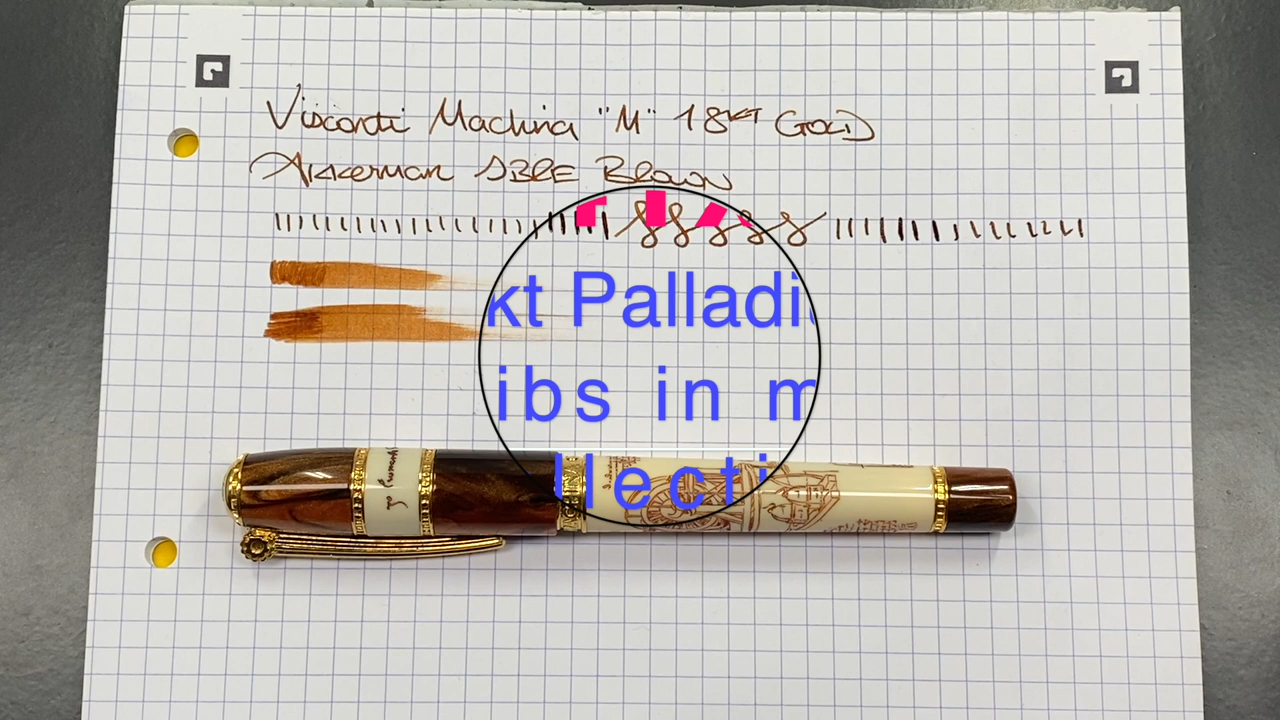 Visconti Machina "M" 18KT GOLD
Akkerman SBRE Brown
kt Palladi
ibs in m
llecti